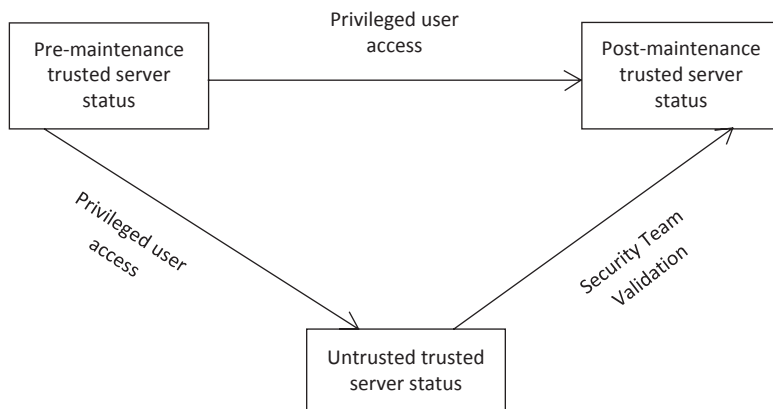 Privileged user
access
Pre-maintenance
trusted server
status
Post-maintenance
trusted server
status
Privileged user
access
Security Team
Validation
Untrusted trusted
server status